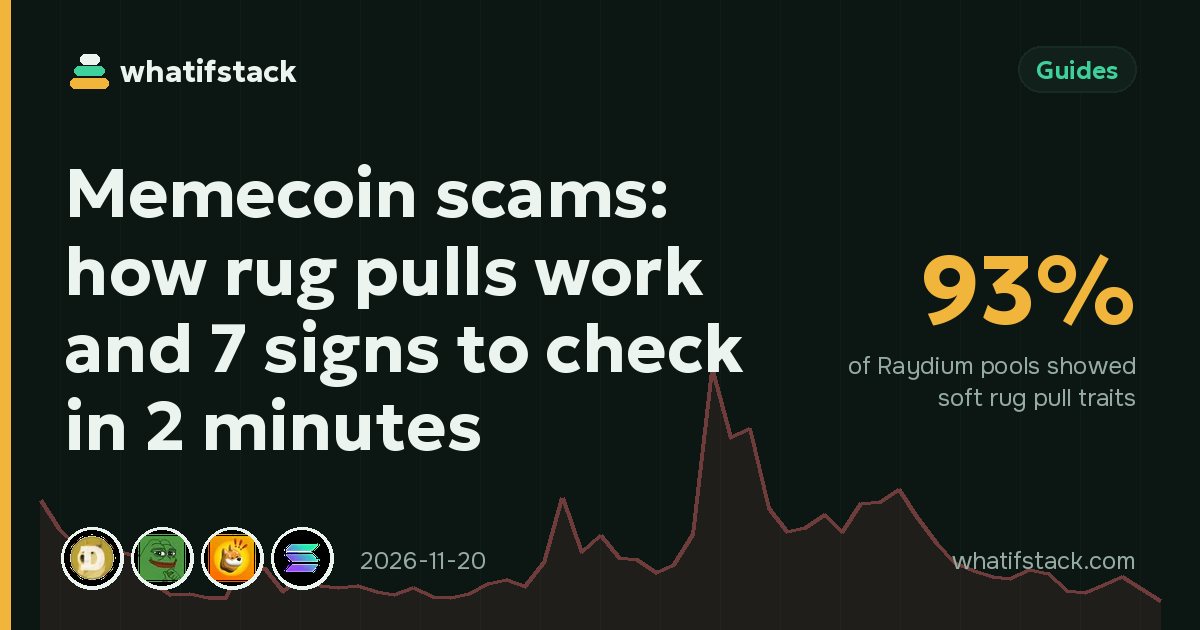 whatifstack
Guides
Memecoin scams:
how rug pulls work
and 7 signs to check
in 2 minutes
93%
of Raydium pools showed
soft rug pull traits
2026-11-20
whatifstack.com